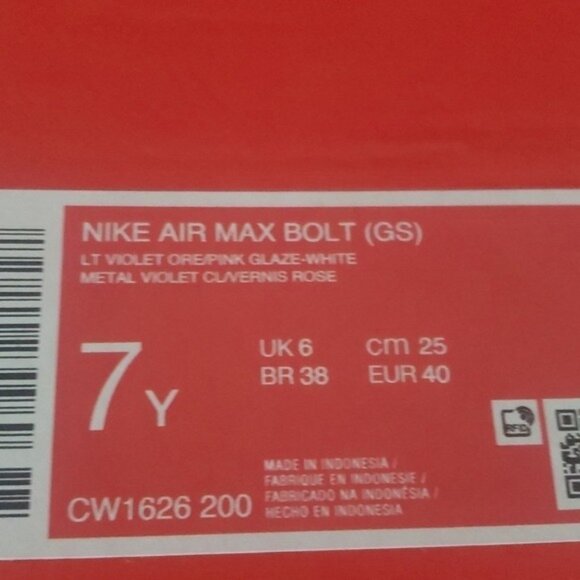 NIKE AIR MAX BOLT (GS)
LT VIOLET ORE/PINK GLAZE-WHITE
METAL VIOLET CL/VERNIS ROSE
7 Y
UK 6 cm 25
BR 38 EUR 40
RFID
MADE IN INDONESIA /
FABRIQUE EN INDONESIE /
FABRICADO NA INDONÉSIA /
HECHO EN INDONESIA
CW1626 200